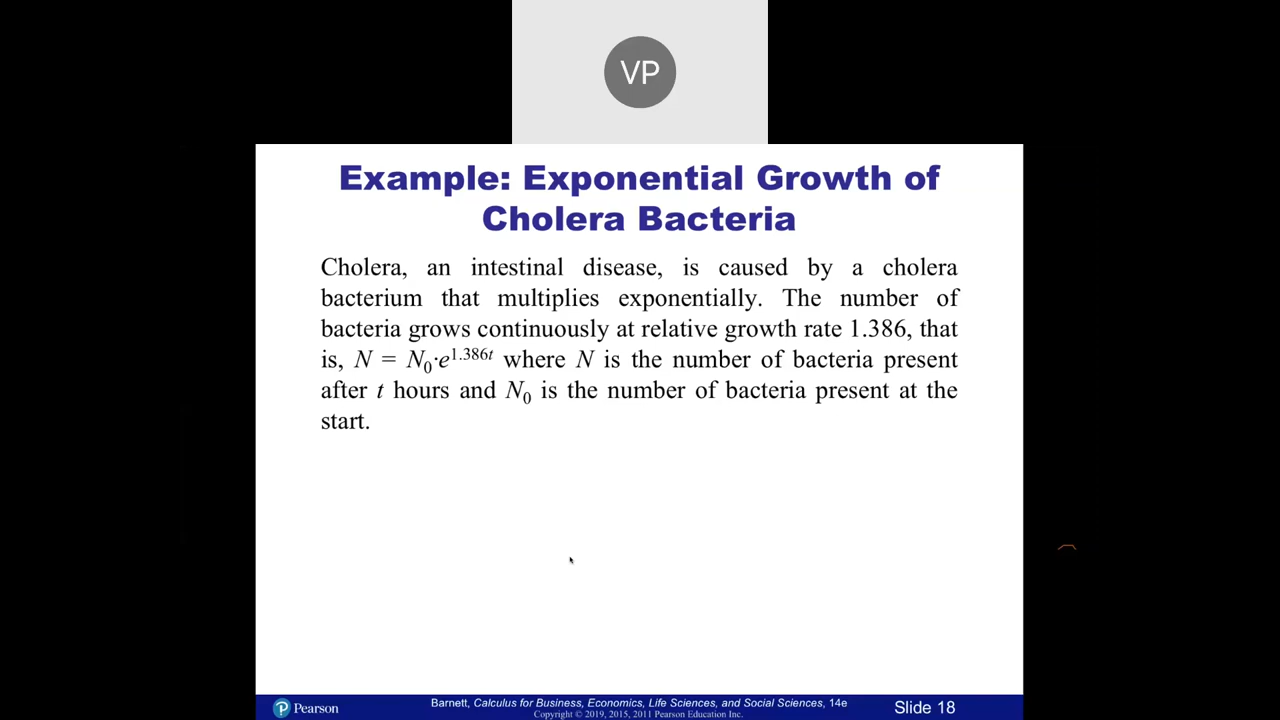 VP
Example: Exponential Growth of
Cholera Bacteria
Cholera, an intestinal disease, is caused by a cholera
bacterium that multiplies exponentially. The number of
bacteria grows continuously at relative growth rate 1.386, that
is, N = N₀·e^1.386t where N is the number of bacteria present
after t hours and N₀ is the number of bacteria present at the
start.
Pearson
Barnett, Calculus for Business, Economics, Life Sciences, and Social Sciences, 14e
Copyright © 2019, 2015, 2011 Pearson Education Inc.
Slide 18